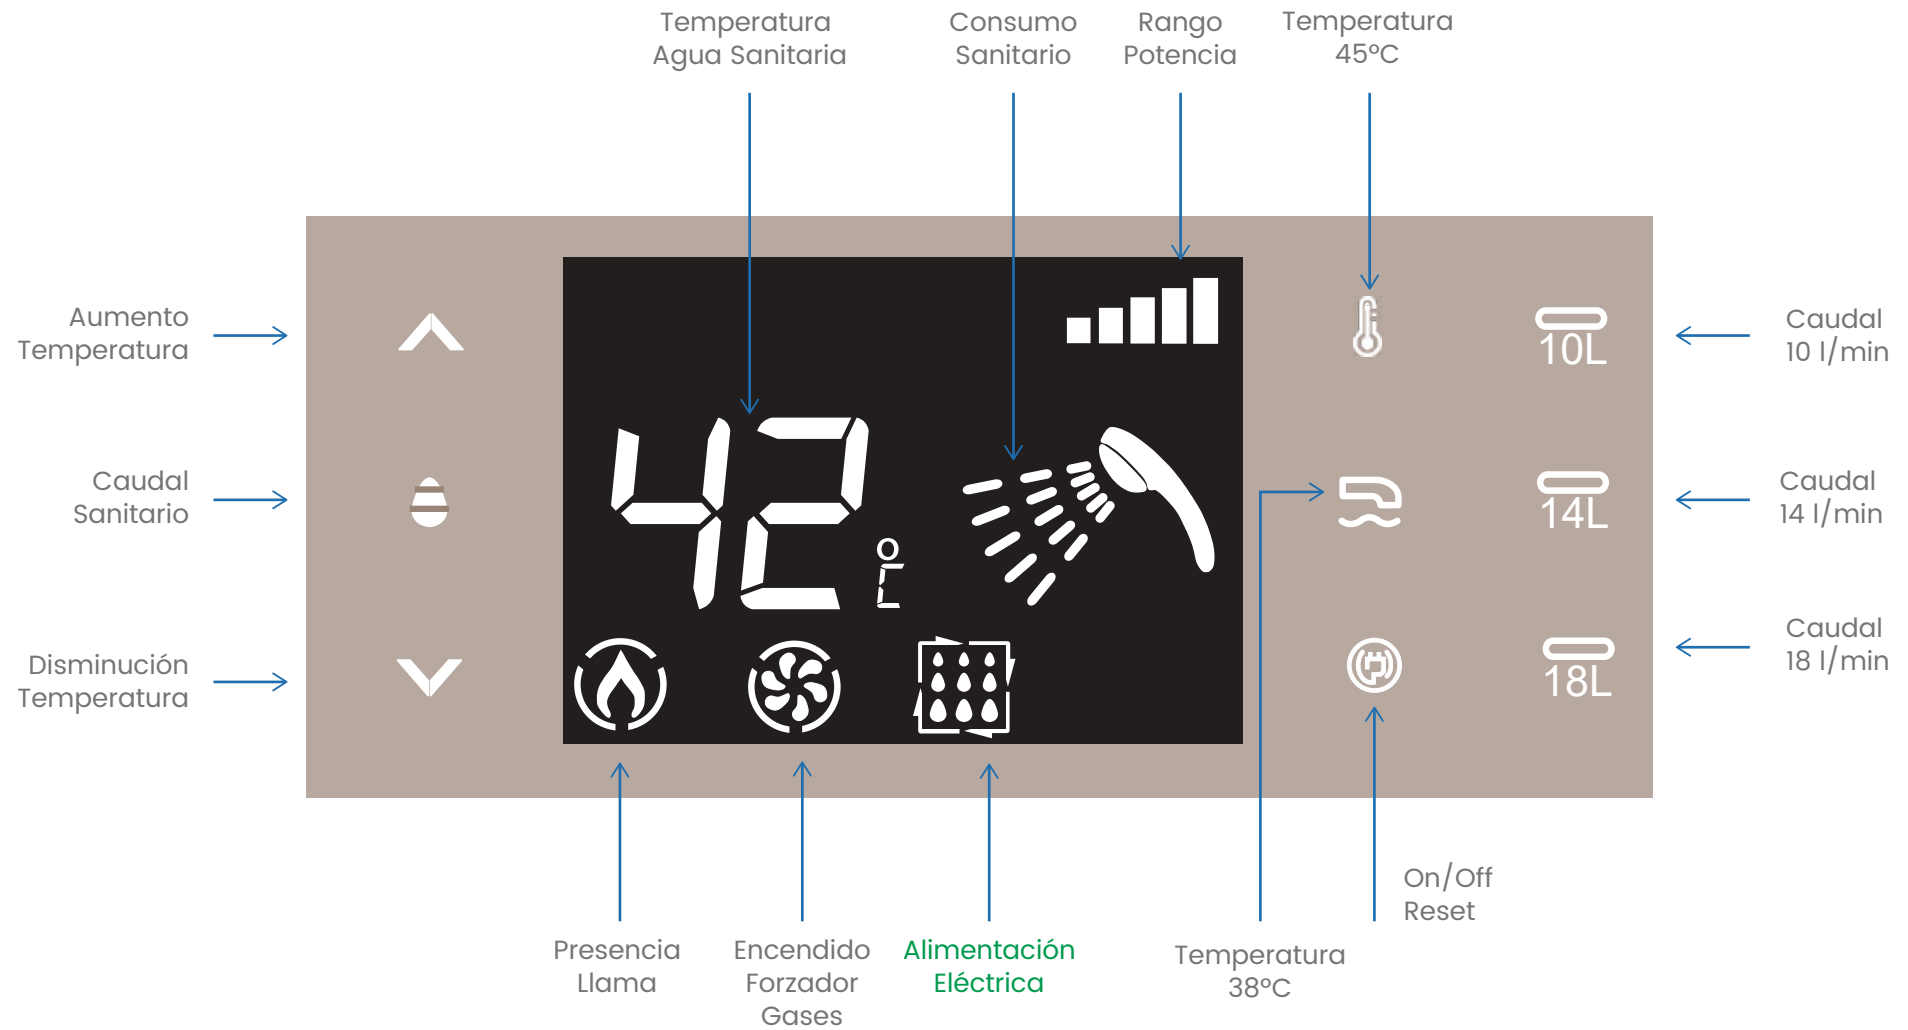 Temperatura
Agua Sanitaria
Consumo
Sanitario
Rango
Potencia
Temperatura
45°C
Aumento
Temperatura
10L
Caudal
10 l/min
42 °C
Caudal
Sanitario
14L
Caudal
14 l/min
Disminución
Temperatura
18L
Caudal
18 l/min
On/Off
Reset
Presencia
Llama
Encendido
Forzador
Gases
Alimentación
Eléctrica
Temperatura
38°C